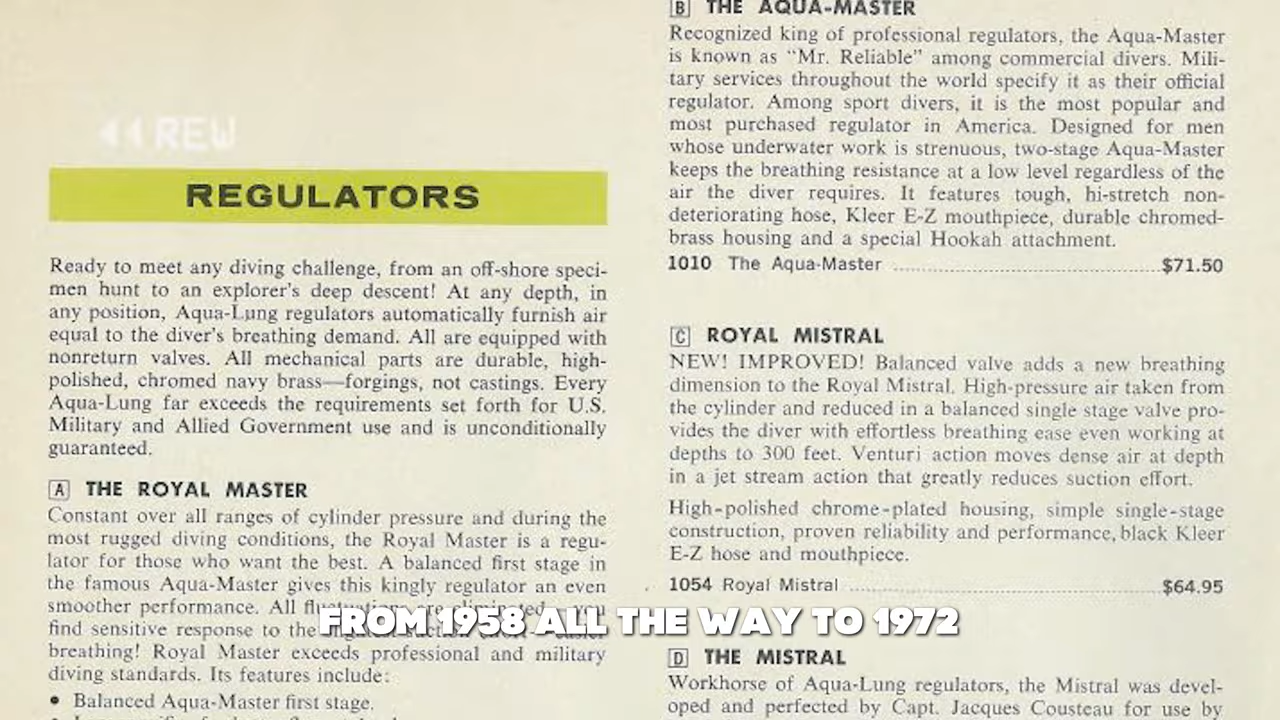 REW
REGULATORS
Ready to meet any diving challenge, from an off-shore speci-
men hunt to an explorer's deep descent! At any depth, in
any position, Aqua-Lung regulators automatically furnish air
equal to the diver's breathing demand. All are equipped with
nonreturn valves. All mechanical parts are durable, high-
polished, chromed navy brass—forgings, not castings. Every
Aqua-Lung far exceeds the requirements set forth for U.S.
Military and Allied Government use and is unconditionally
guaranteed.
A THE ROYAL MASTER
Constant over all ranges of cylinder pressure and during the
most rugged diving conditions, the Royal Master is a regu-
lator for those who want the best. A balanced first stage in
the famous Aqua-Master gives this kingly regulator an even
smoother performance. All fluctuations are eliminated you
find sensitive response to the
breathing! Royal Master exceeds professional and military
diving standards. Its features include:
• Balanced Aqua-Master first stage.
B THE AQUA-MASTER
Recognized king of professional regulators, the Aqua-Master
is known as "Mr. Reliable" among commercial divers. Mili-
tary services throughout the world specify it as their official
regulator. Among sport divers, it is the most popular and
most purchased regulator in America. Designed for men
whose underwater work is strenuous, two-stage Aqua-Master
keeps the breathing resistance at a low level regardless of the
air the diver requires. It features tough, hi-stretch non-
deteriorating hose, Kleer E-Z mouthpiece, durable chromed-
brass housing and a special Hookah attachment.
1010 The Aqua-Master ........ $71.50
C ROYAL MISTRAL
NEW! IMPROVED! Balanced valve adds a new breathing
dimension to the Royal Mistral. High-pressure air taken from
the cylinder and reduced in a balanced single stage valve pro-
vides the diver with effortless breathing ease even working at
depths to 300 feet. Venturi action moves dense air at depth
in a jet stream action that greatly reduces suction effort.
High-polished chrome-plated housing, simple single-stage
construction, proven reliability and performance, black Kleer
E-Z hose and mouthpiece.
1054 Royal Mistral ........ $64.95
D THE MISTRAL
Workhorse of Aqua-Lung regulators, the Mistral was devel-
oped and perfected by Capt. Jacques Cousteau for use by
FROM 1958 ALL THE WAY TO 1972